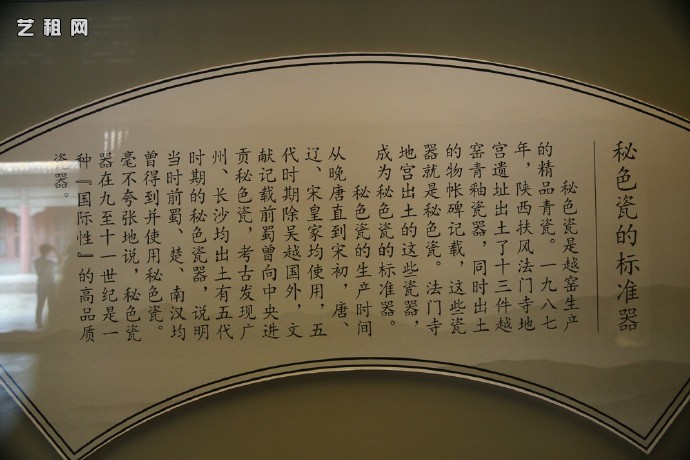 艺租网
秘色瓷的标准器
秘色瓷是越窑生产
的精品青瓷。一九八七
年，陕西扶风法门寺地
宫遗址出土了十三件越
窑青釉瓷器，同时出土
的物帐碑记载，这些瓷
器就是秘色瓷。法门寺
地宫出土的这些瓷器，
成为秘色瓷的标准器。
秘色瓷的生产时间
从晚唐直到宋初，唐、
辽、宋皇家均使用，五
代时期除吴越国外，文
献记载前蜀曾向中央进
贡秘色瓷，考古发现广
州、长沙均出土有五代
时期的秘色瓷器，说明
当时前蜀、楚、南汉均
曾得到并使用秘色瓷。
毫不夸张地说，秘色瓷
器在九至十一世纪是一
种『国际性』的高品质
瓷器。